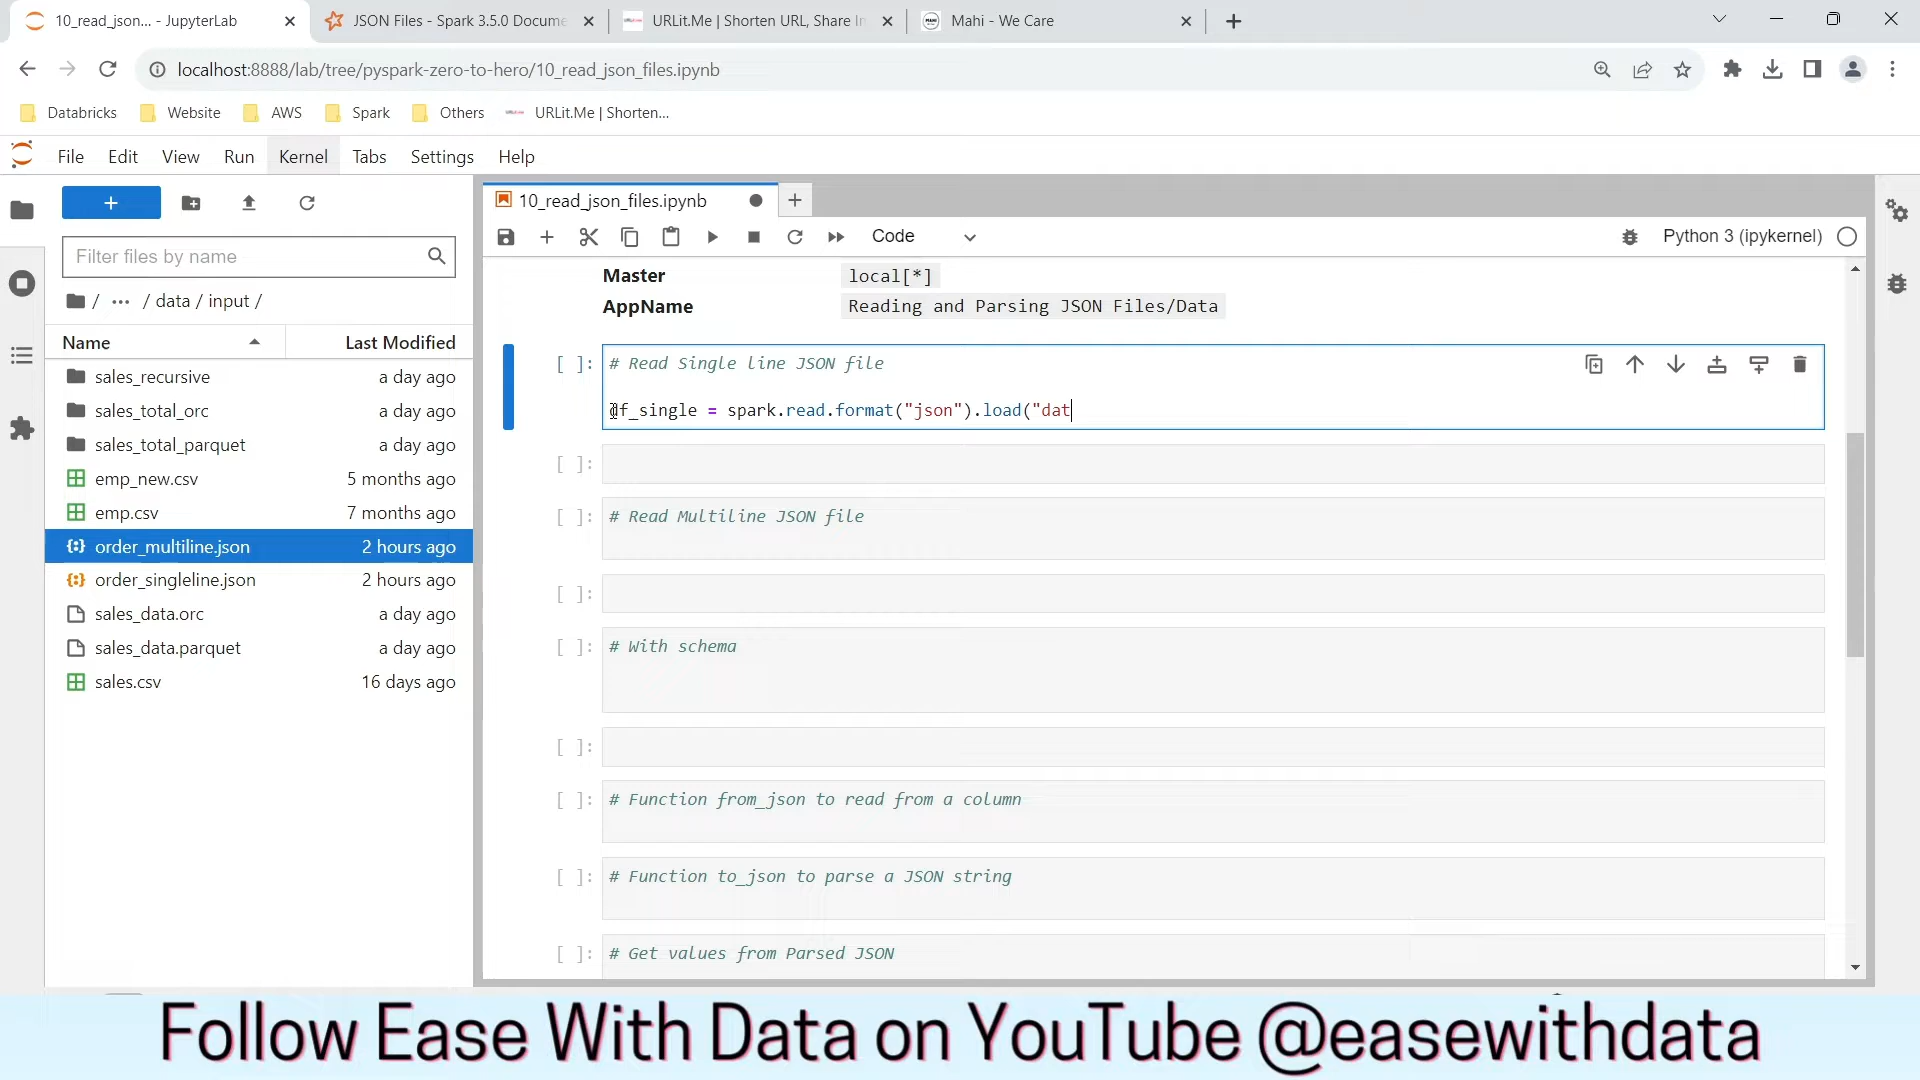 10_read_json... - JupyterLab
JSON Files - Spark 3.5.0 Docume
URLit.Me | Shorten URL, Share In
Mahi - We Care
localhost:8888/lab/tree/pyspark-zero-to-hero/10_read_json_files.ipynb
Databricks
Website
AWS
Spark
Others
URLit.Me | Shorten...
File Edit View Run Kernel Tabs Settings Help
10_read_json_files.ipynb
Code
Python 3 (ipykernel)
Filter files by name
/ ... / data / input /
Name Last Modified
sales_recursive a day ago
sales_total_orc a day ago
sales_total_parquet a day ago
emp_new.csv 5 months ago
emp.csv 7 months ago
order_multiline.json 2 hours ago
order_singleline.json 2 hours ago
sales_data.orc a day ago
sales_data.parquet a day ago
sales.csv 16 days ago
Master local[*]
AppName Reading and Parsing JSON Files/Data
[ ]: # Read Single line JSON file
df_single = spark.read.format("json").load("dat
[ ]:
[ ]: # Read Multiline JSON file
[ ]:
[ ]: # With schema
[ ]:
[ ]: # Function from_json to read from a column
[ ]: # Function to_json to parse a JSON string
[ ]: # Get values from Parsed JSON
Follow Ease With Data on YouTube @easewithdata